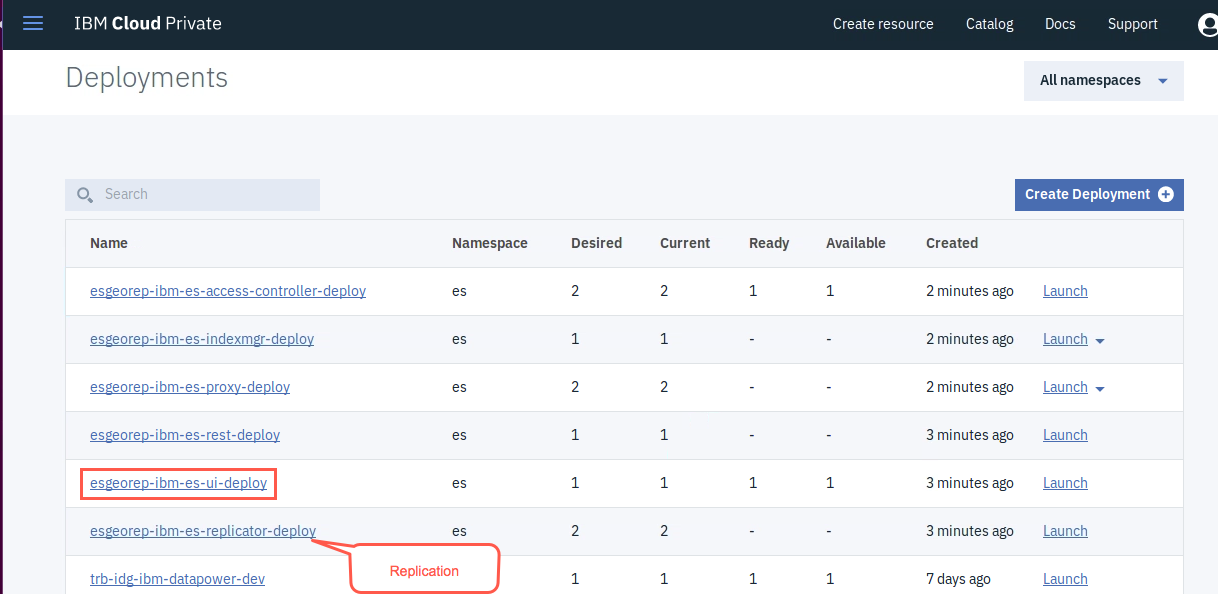 IBM Cloud Private Create resource Catalog Docs Support
Deployments
All namespaces
Search
Create Deployment
Name Namespace Desired Current Ready Available Created
esgeorep-ibm-es-access-controller-deploy es 2 2 1 1 2 minutes ago Launch
esgeorep-ibm-es-indexmgr-deploy es 1 1 - - 2 minutes ago Launch
esgeorep-ibm-es-proxy-deploy es 2 2 - - 2 minutes ago Launch
esgeorep-ibm-es-rest-deploy es 1 1 - - 3 minutes ago Launch
esgeorep-ibm-es-ui-deploy es 1 1 1 1 3 minutes ago Launch
esgeorep-ibm-es-replicator-deploy es 2 2 - - 3 minutes ago Launch
Replication
trb-idg-ibm-datapower-dev 1 1 1 1 7 days ago Launch